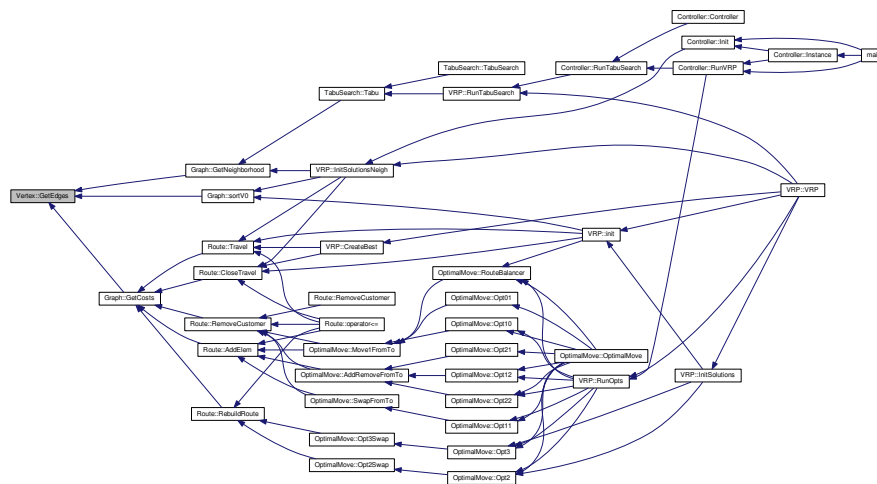 Controller::Controller
Controller::Init
Controller::Instance
main
TabuSearch::TabuSearch
Controller::RunTabuSearch
Controller::RunVRP
TabuSearch::Tabu
VRP::RunTabuSearch
Graph::GetNeighborhood
VRP::InitSolutionsNeigh
Vertex::GetEdges
Graph::sortV0
VRP::VRP
VRP::init
Route::Travel
VRP::CreateBest
Route::CloseTravel
OptimalMove::RouteBalancer
Graph::GetCosts
Route::RemoveCustomer
OptimalMove::Opt01
Route::RemoveCustomer
Route::operator<=
OptimalMove::Opt10
Route::AddElem
OptimalMove::Move1FromTo
OptimalMove::Opt21
OptimalMove::OptimalMove
OptimalMove::AddRemoveFromTo
OptimalMove::Opt12
VRP::RunOpts
VRP::InitSolutions
OptimalMove::SwapFromTo
OptimalMove::Opt22
Route::RebuildRoute
OptimalMove::Opt11
OptimalMove::Opt3Swap
OptimalMove::Opt3
OptimalMove::Opt2Swap
OptimalMove::Opt2